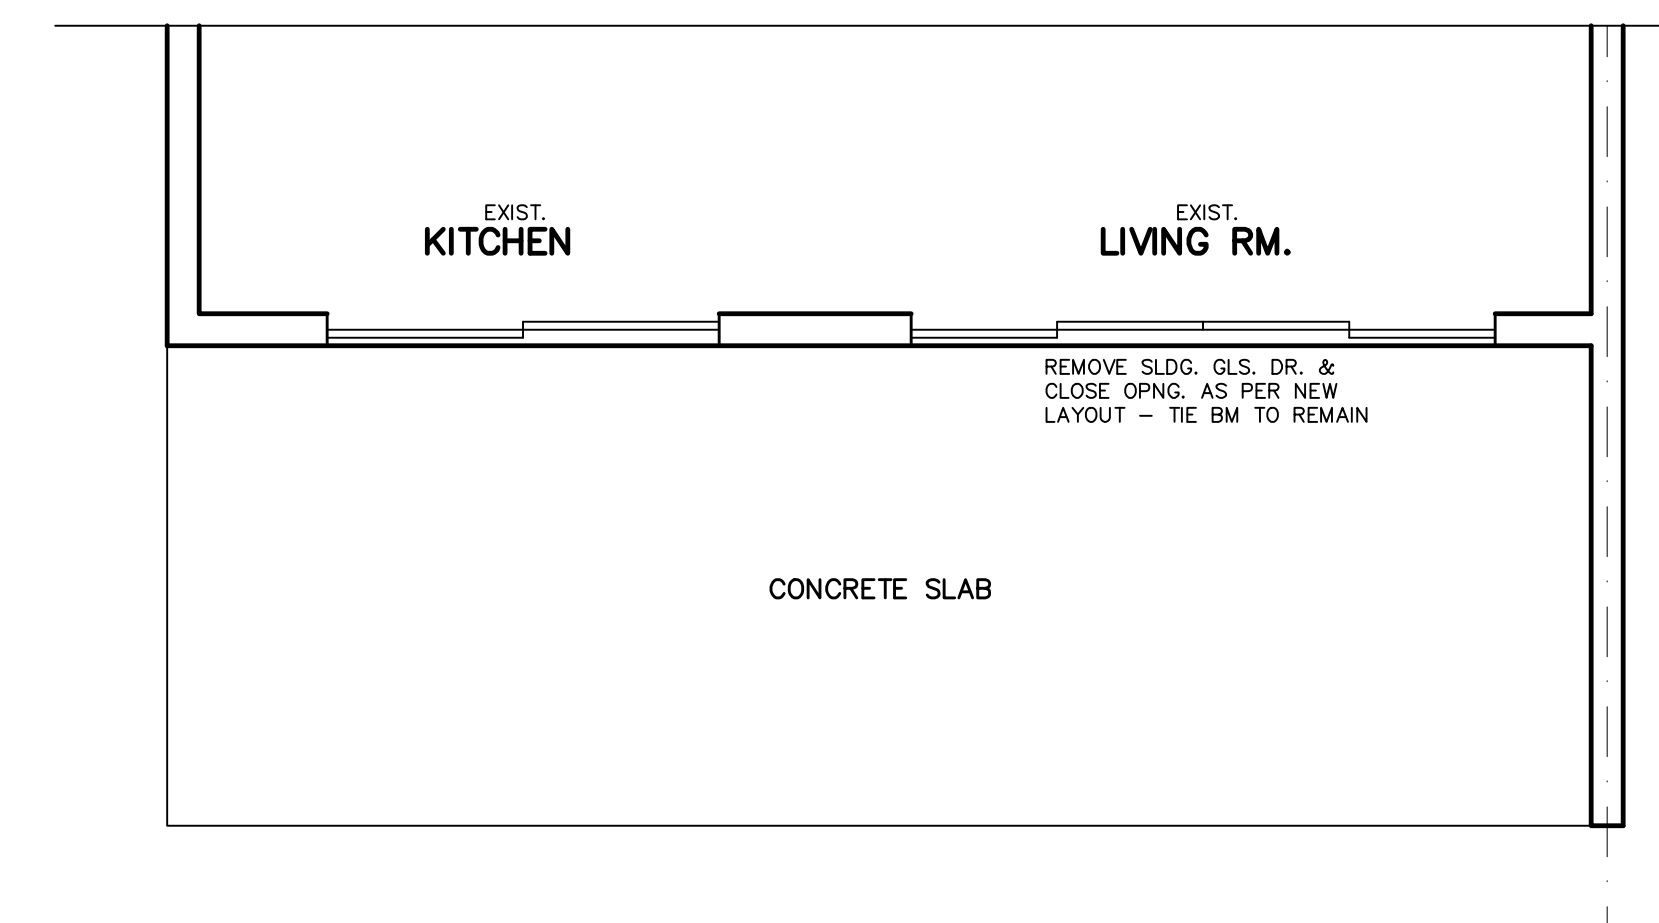 EXIST.
KITCHEN
EXIST.
LIVING RM.
REMOVE SLDG. GLS. DR. &
CLOSE OPNG. AS PER NEW
LAYOUT – TIE BM TO REMAIN
CONCRETE SLAB